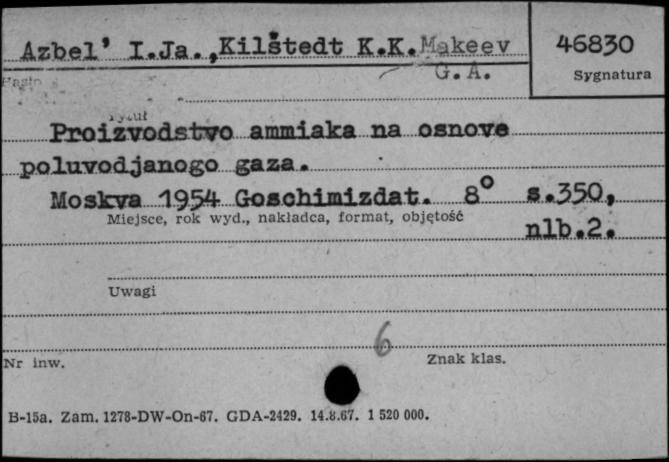 Azbel' I.Ja.,Kilštedt K.K.Makeev
G.A.
46830
Sygnatura
Hasło
Tytuł
Proizvodstvo ammiaka na osnove
poluvodjanogo gaza.
Moskva 1954 Goschimizdat. 8° s.350,
Miejsce, rok wyd., nakładca, format, objętość
nlb.2.
Uwagi
6
Nr inw.
Znak klas.
B-15a. Zam. 1278-DW-On-67. GDA-2429. 14.8.67. 1 520 000.